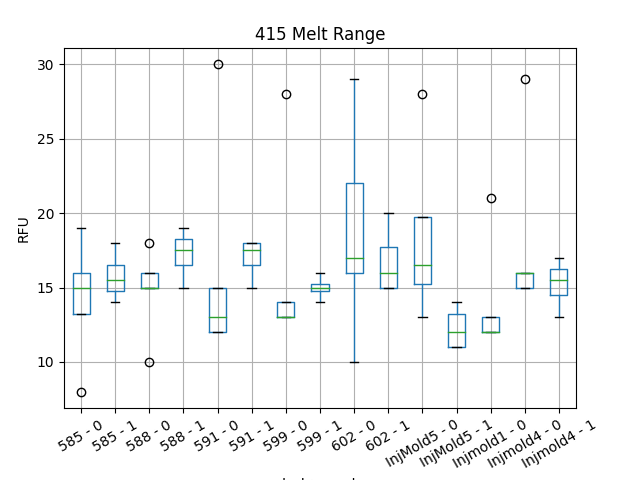 415 Melt Range
RFU
30
25
20
15
10
585 - 0
585 - 1
588 - 0
588 - 1
591 - 0
591 - 1
599 - 0
599 - 1
602 - 0
602 - 1
InjMold5 - 0
InjMold5 - 1
Injmold1 - 0
Injmold4 - 0
Injmold4 - 1